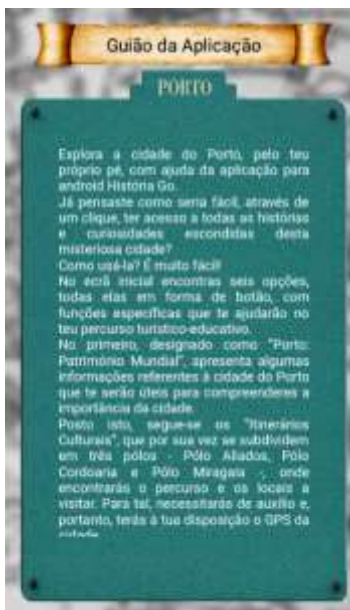 Guião da Aplicação
PORTO
Explora a cidade do Porto, pelo teu
próprio pé, com ajuda da aplicação para
android História Go.
Já pensaste como seria fácil, através de
um clique, ter acesso a todas as histórias
e curiosidades escondidas desta
misteriosa cidade?
Como usá-la? É muito fácil!
No ecrã inicial encontras seis opções,
todas elas em forma de botão, com
funções específicas que te ajudarão no
teu percurso turístico-educativo.
No primeiro, designado como "Porto:
Património Mundial", apresenta algumas
informações referentes à cidade do Porto
que te serão úteis para compreenderes a
importância da cidade.
Posto isto, segue-se os "Itinerários
Culturais", que por sua vez se subdividem
em três pólos - Pólo Aliados, Pólo
Cordoaria e Pólo Miragaia -, onde
encontrarás o percurso e os locais a
visitar. Para tal, necessitarás de auxílio e,
portanto, terás à tua disposição o GPS da
cidade